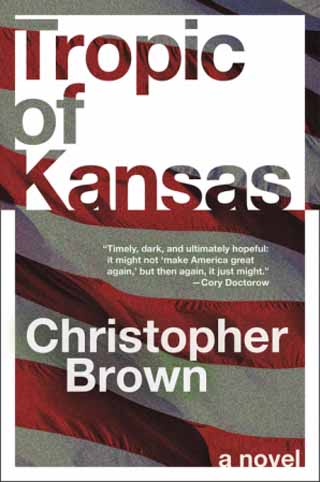 Tropic
of
Kansas
“Timely, dark, and ultimately hopeful:
it might not ‘make America great
again,’ but then again, it just might.”
—Cory Doctorow
Christopher
Brown
a novel